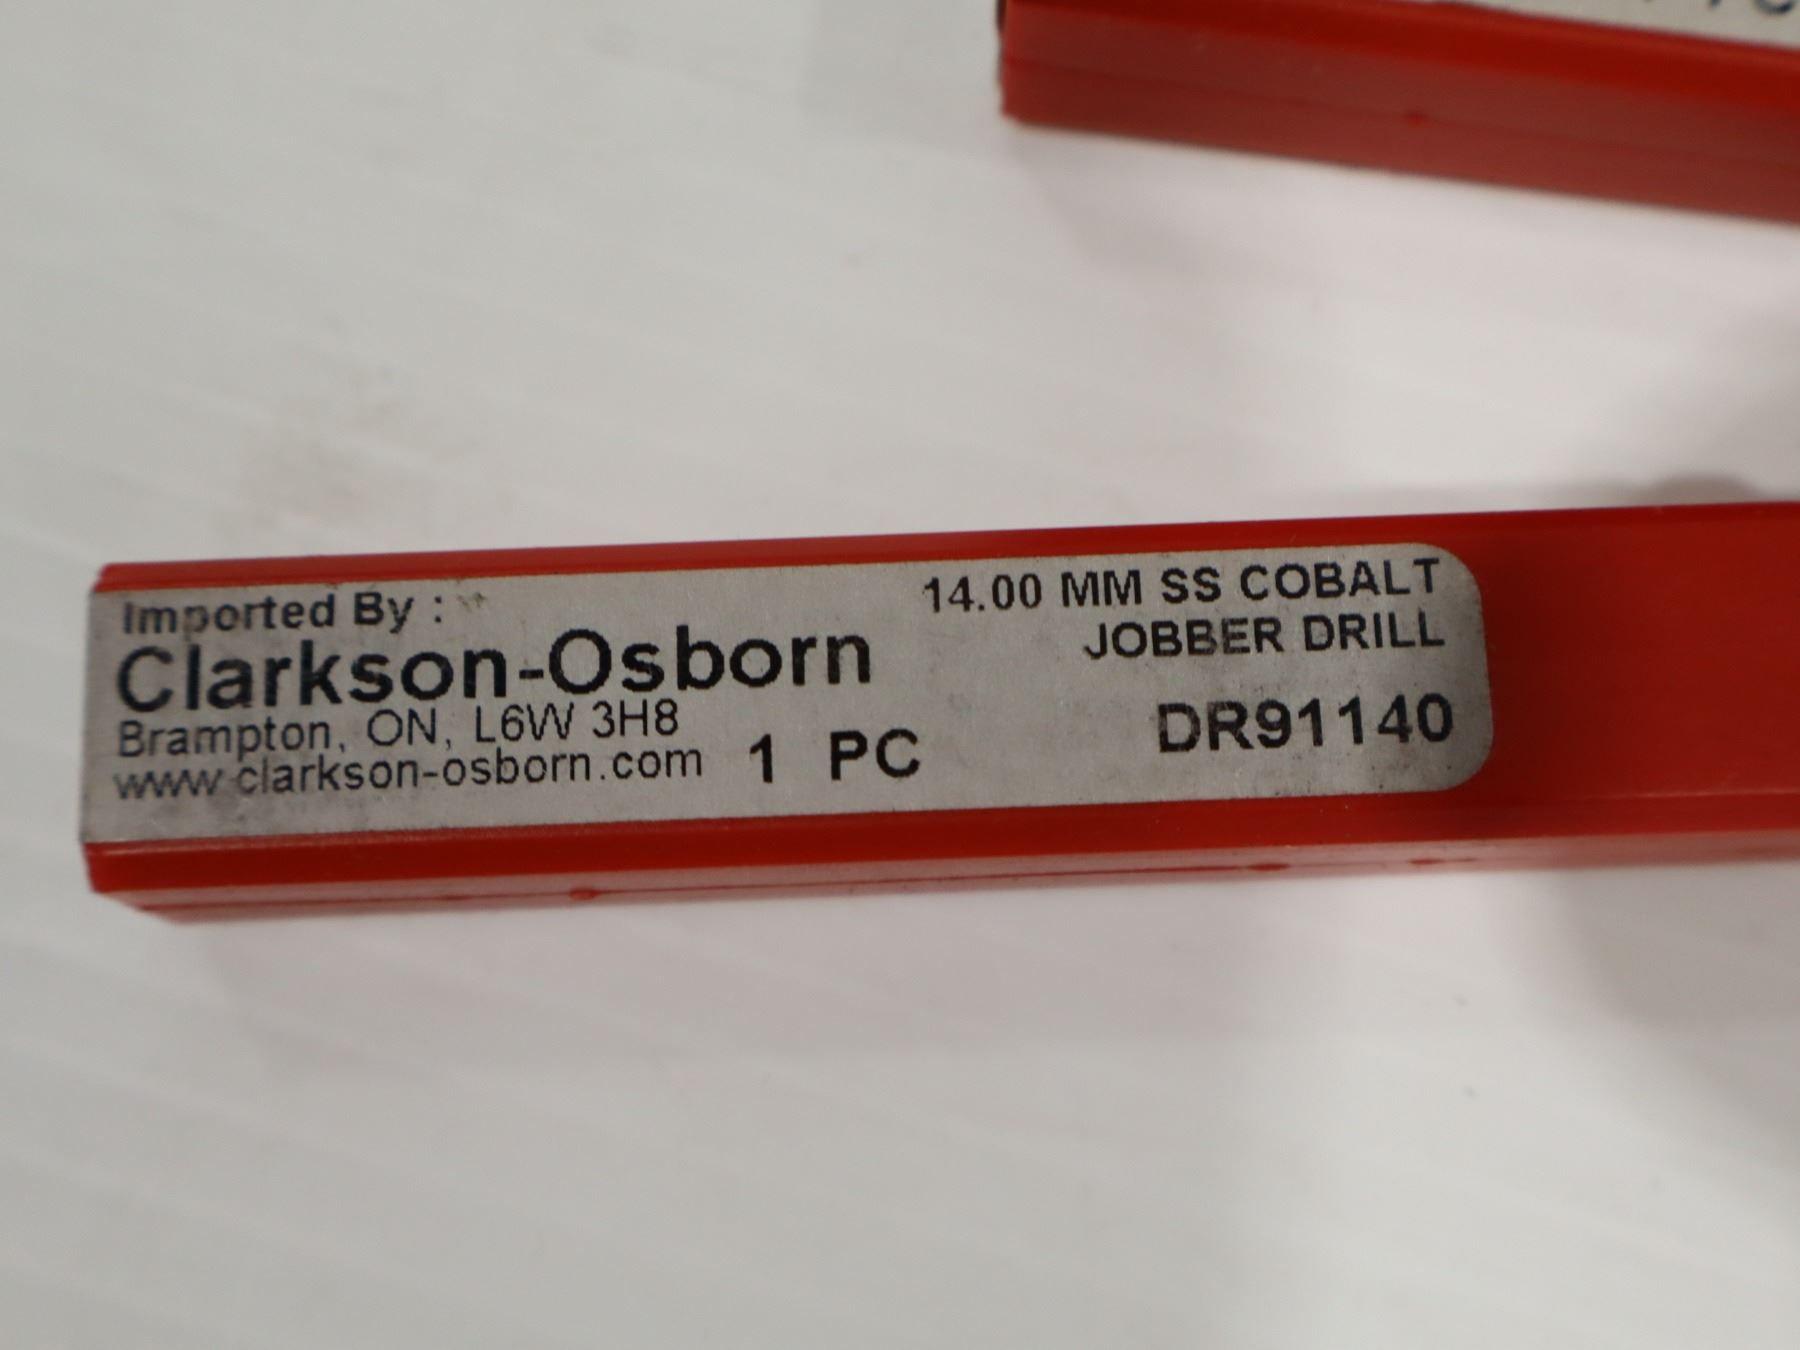 Imported By :
Clarkson-Osborn
Brampton, ON, L6W 3H8
www.clarkson-osborn.com
1 PC
14.00 MM SS COBALT
JOBBER DRILL
DR91140